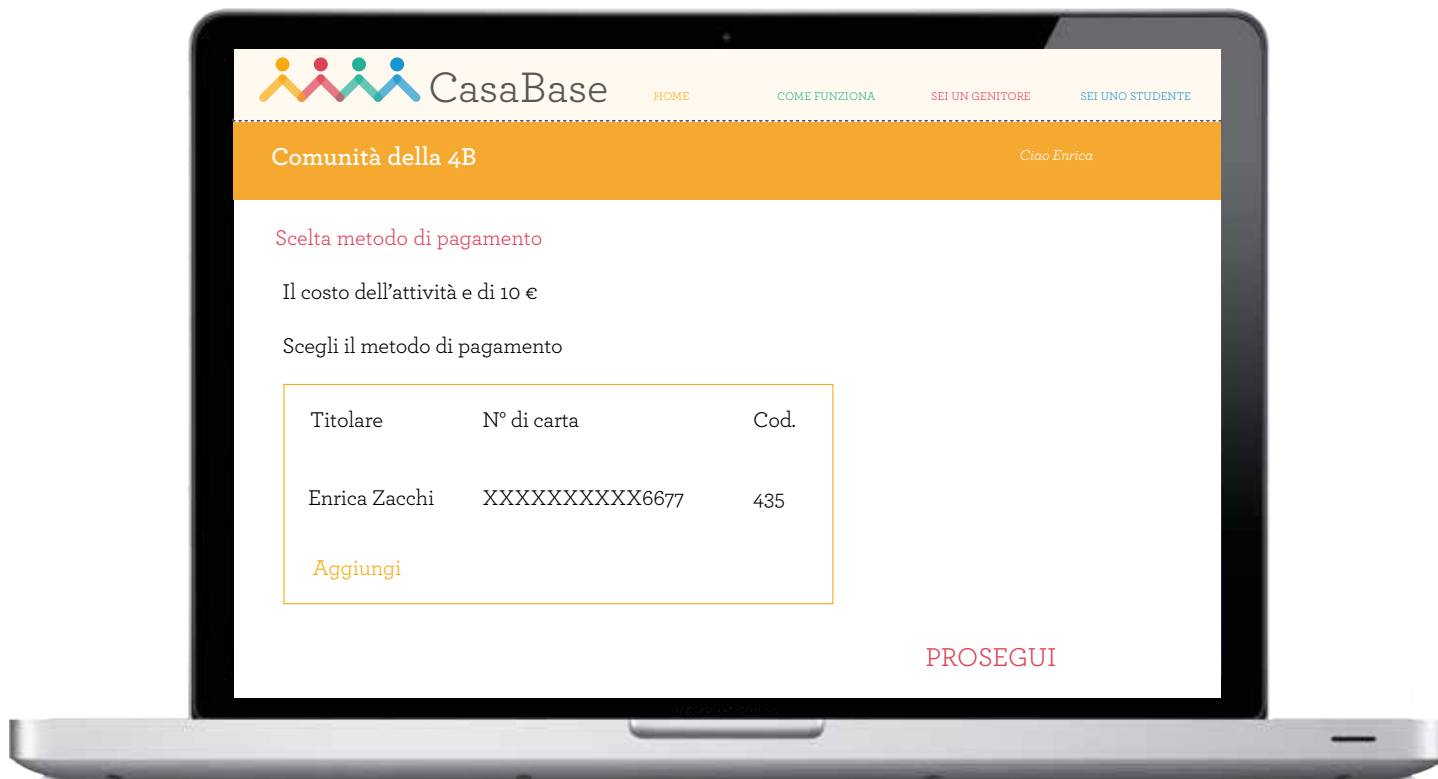 CasaBase
HOME COME FUNZIONA SEI UN GENITORE SEI UNO STUDENTE
Comunità della 4B
Ciao Enrica
Scelta metodo di pagamento
Il costo dell'attività e di 10 €
Scegli il metodo di pagamento
Titolare N° di carta Cod.
Enrica Zacchi XXXXXXXXXX6677 435
Aggiungi
PROSEGUI